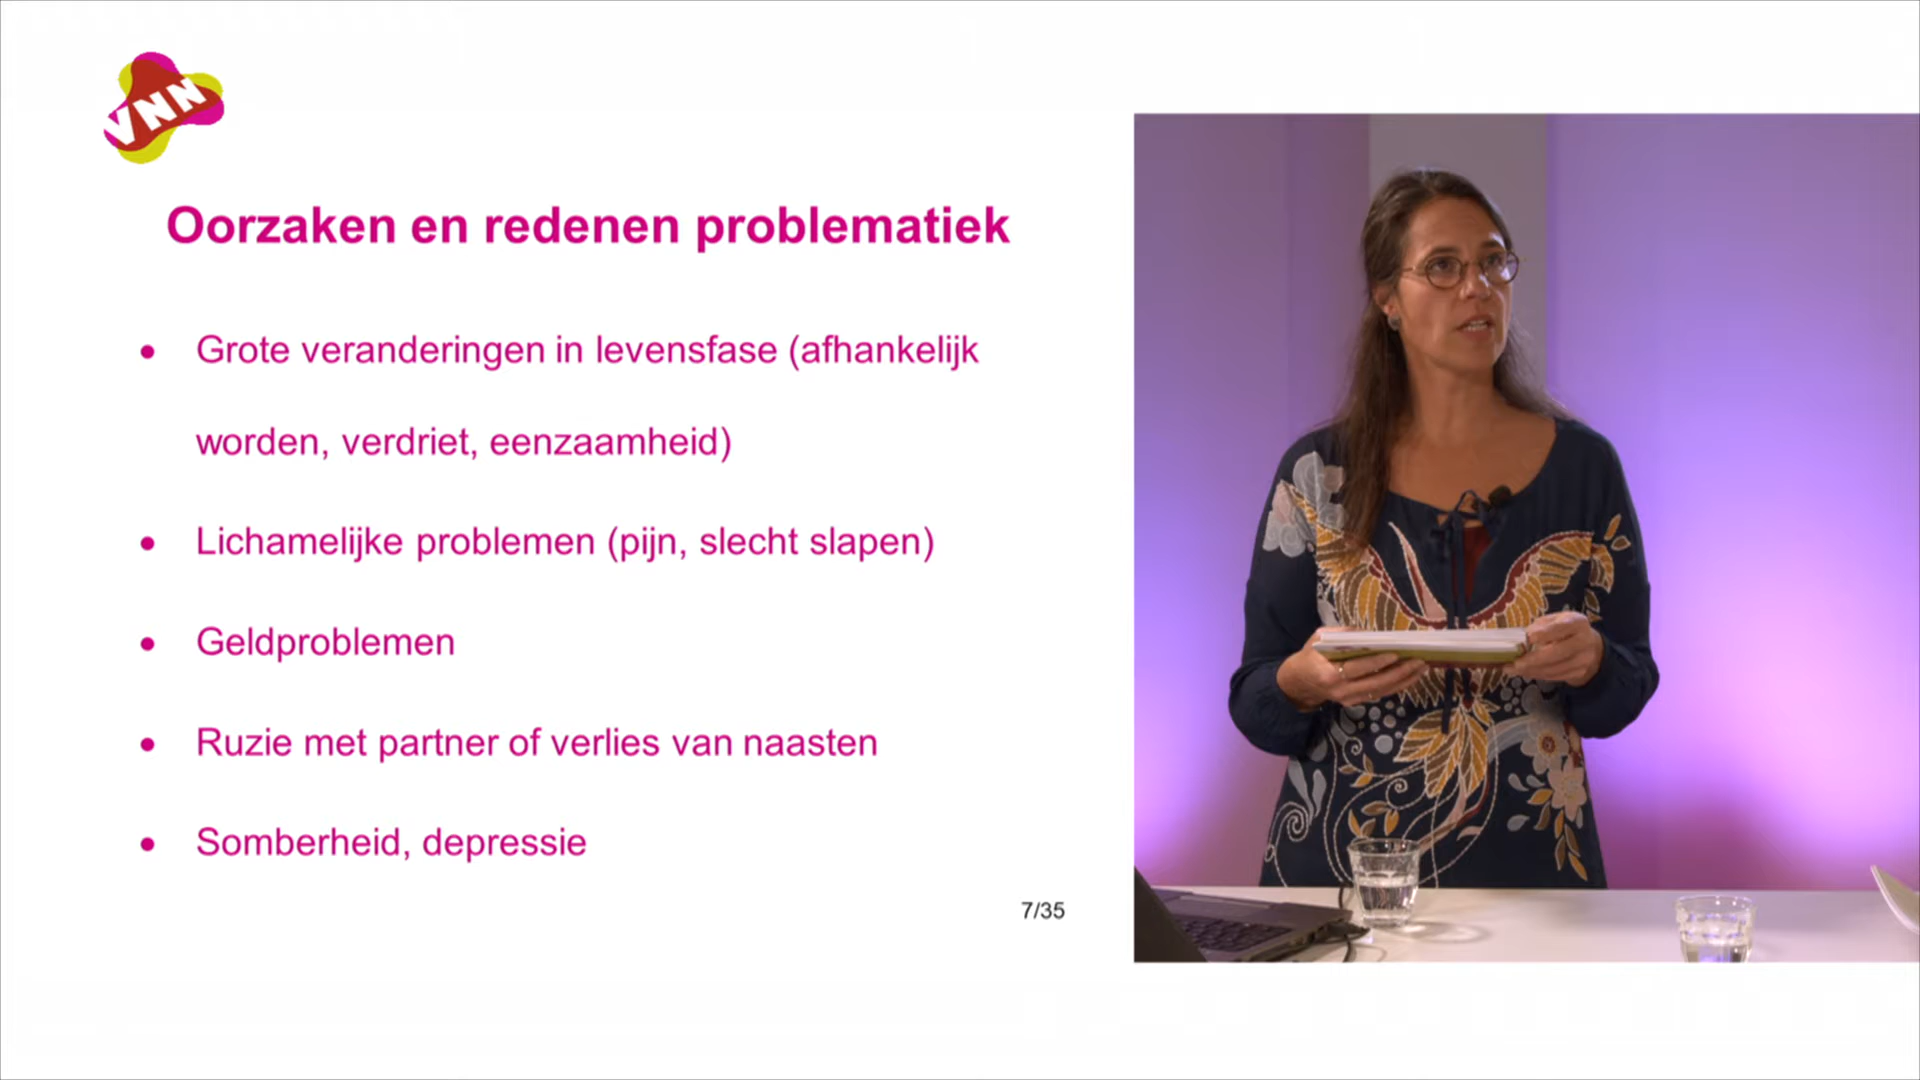 VNN
Oorzaken en redenen problematiek
• Grote veranderingen in levensfase (afhankelijk
worden, verdriet, eenzaamheid)
• Lichamelijke problemen (pijn, slecht slapen)
• Geldproblemen
• Ruzie met partner of verlies van naasten
• Somberheid, depressie
7/35